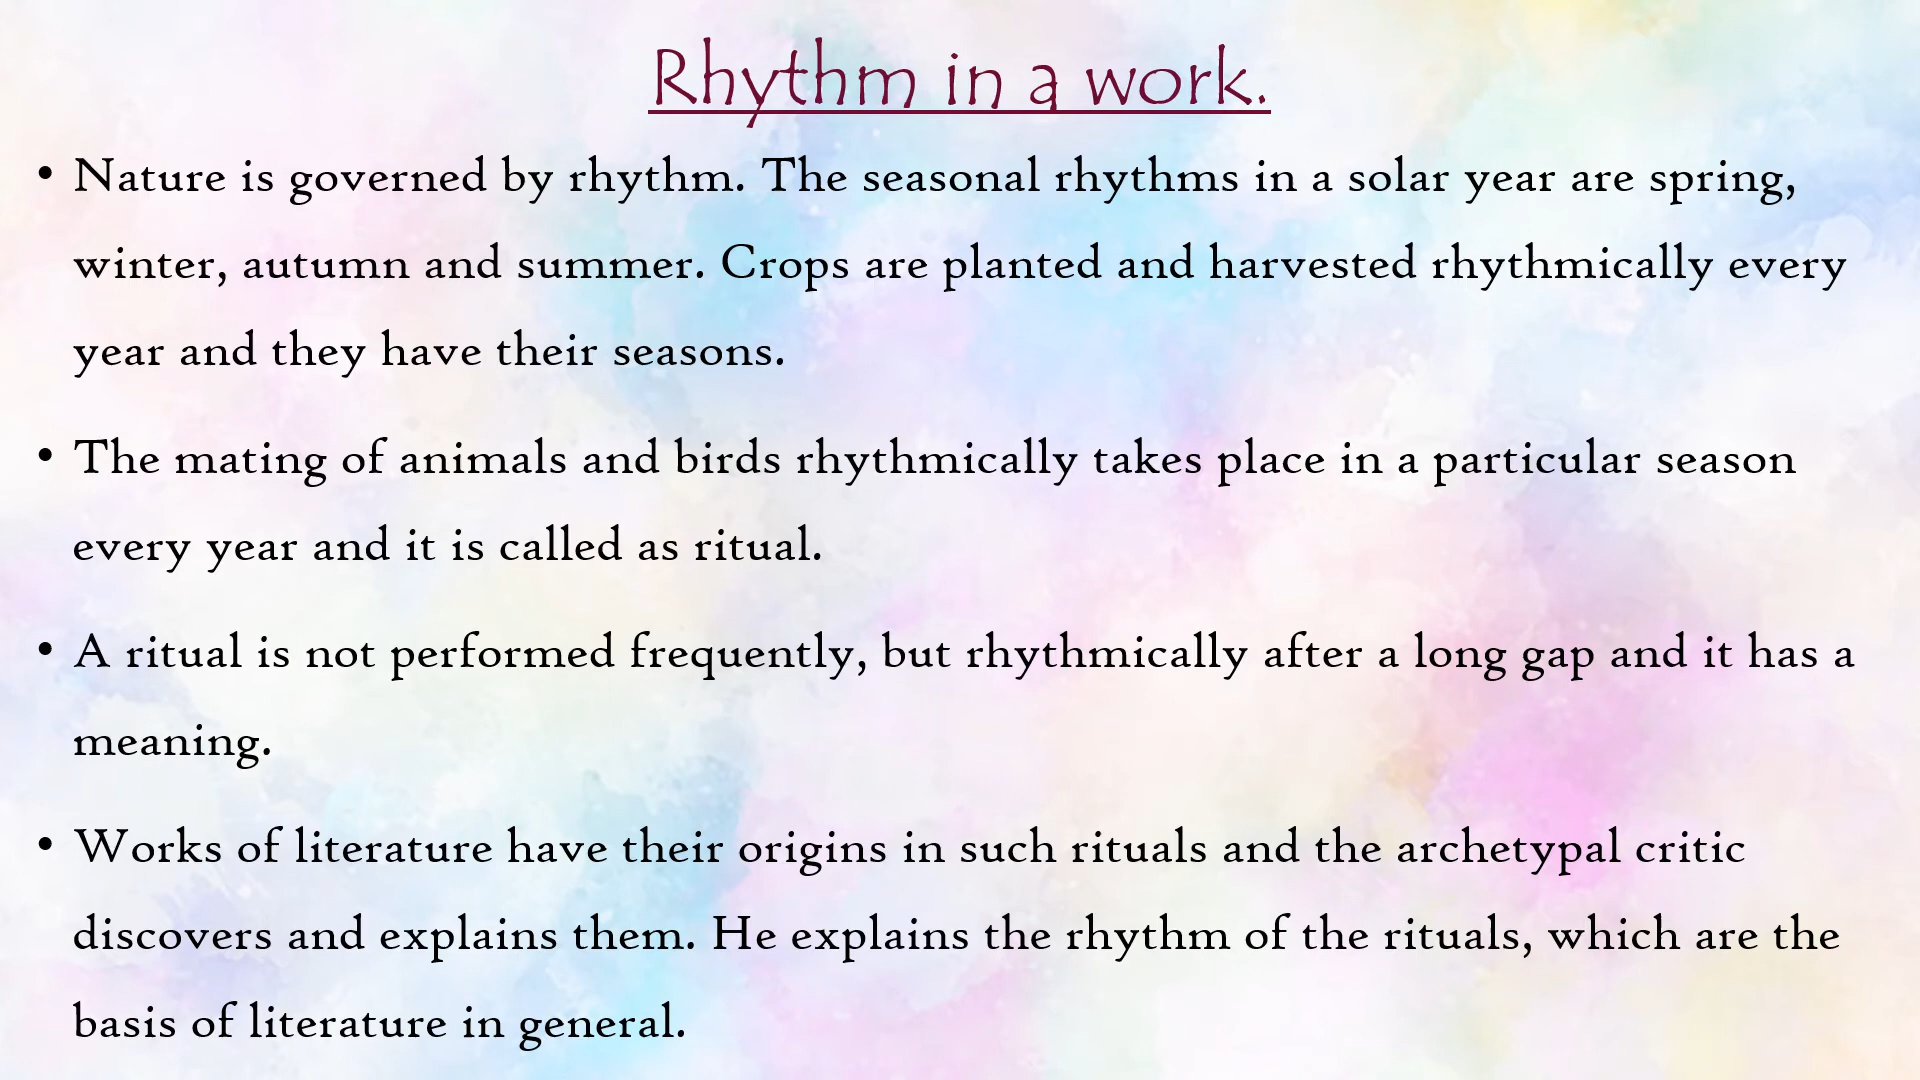 Rhythm in a work.
• Nature is governed by rhythm. The seasonal rhythms in a solar year are spring,
winter, autumn and summer. Crops are planted and harvested rhythmically every
year and they have their seasons.
• The mating of animals and birds rhythmically takes place in a particular season
every year and it is called as ritual.
• A ritual is not performed frequently, but rhythmically after a long gap and it has a
meaning.
• Works of literature have their origins in such rituals and the archetypal critic
discovers and explains them. He explains the rhythm of the rituals, which are the
basis of literature in general.